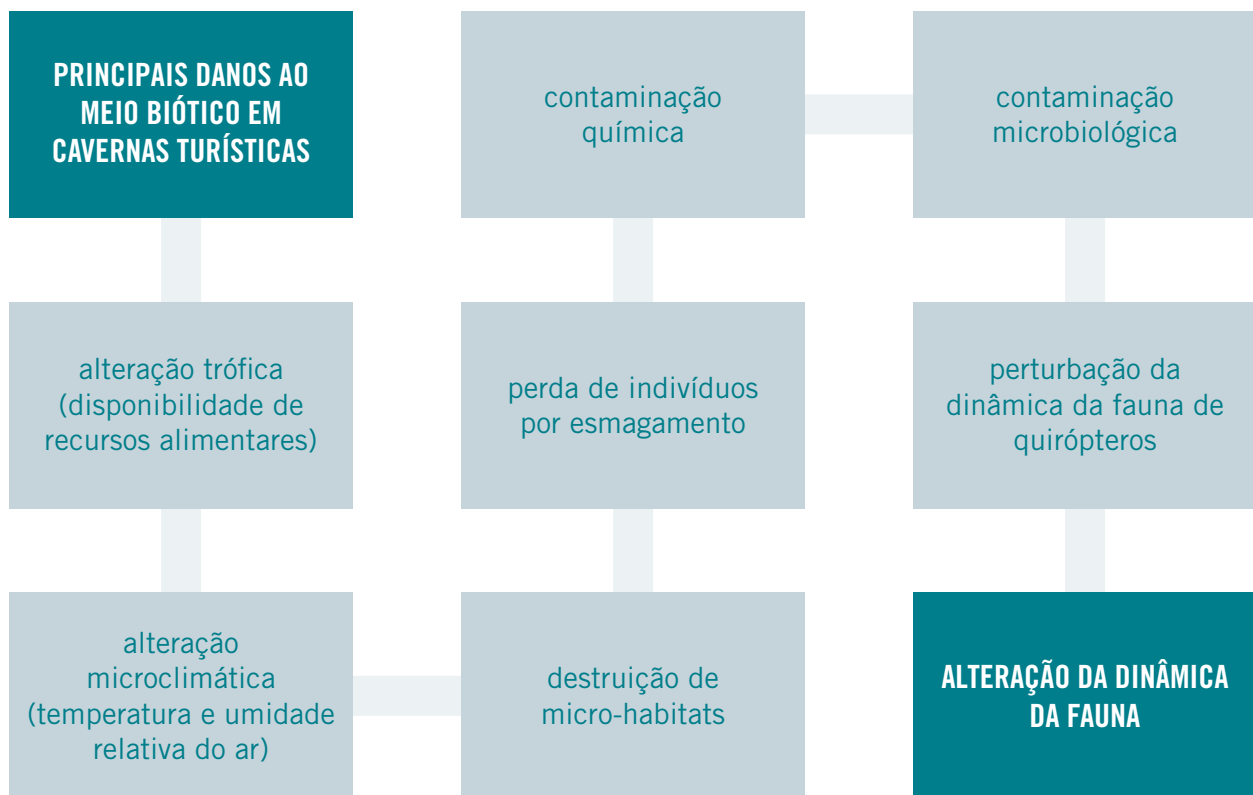 PRINCIPAIS DANOS AO
MEIO BIÓTICO EM
CAVERNAS TURÍSTICAS
alteração trófica
(disponibilidade de
recursos alimentares)
alteração
microclimática
(temperatura e umidade
relativa do ar)
destruição de
micro-habitats
perda de indivíduos
por esmagamento
contaminação
química
contaminação
microbiológica
perturbação da
dinâmica da fauna de
quirópteros
ALTERAÇÃO DA DINÂMICA
DA FAUNA